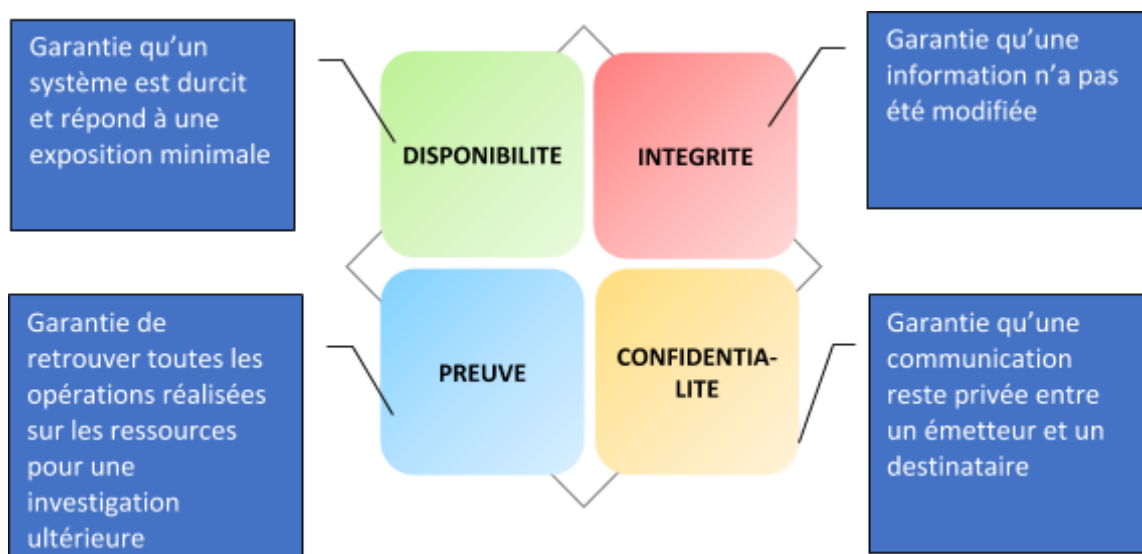 Garantie qu'un
système est durcit
et répond à une
exposition minimale
DISPONIBILITE
INTEGRITE
Garantie qu'une
information n'a pas
été modifiée
Garantie de
retrouver toutes les
opérations réalisées
sur les ressources
pour une
investigation
ultérieure
PREUVE
CONFIDENTIA-
LITE
Garantie qu'une
communication
reste privée entre
un émetteur et un
destinataire